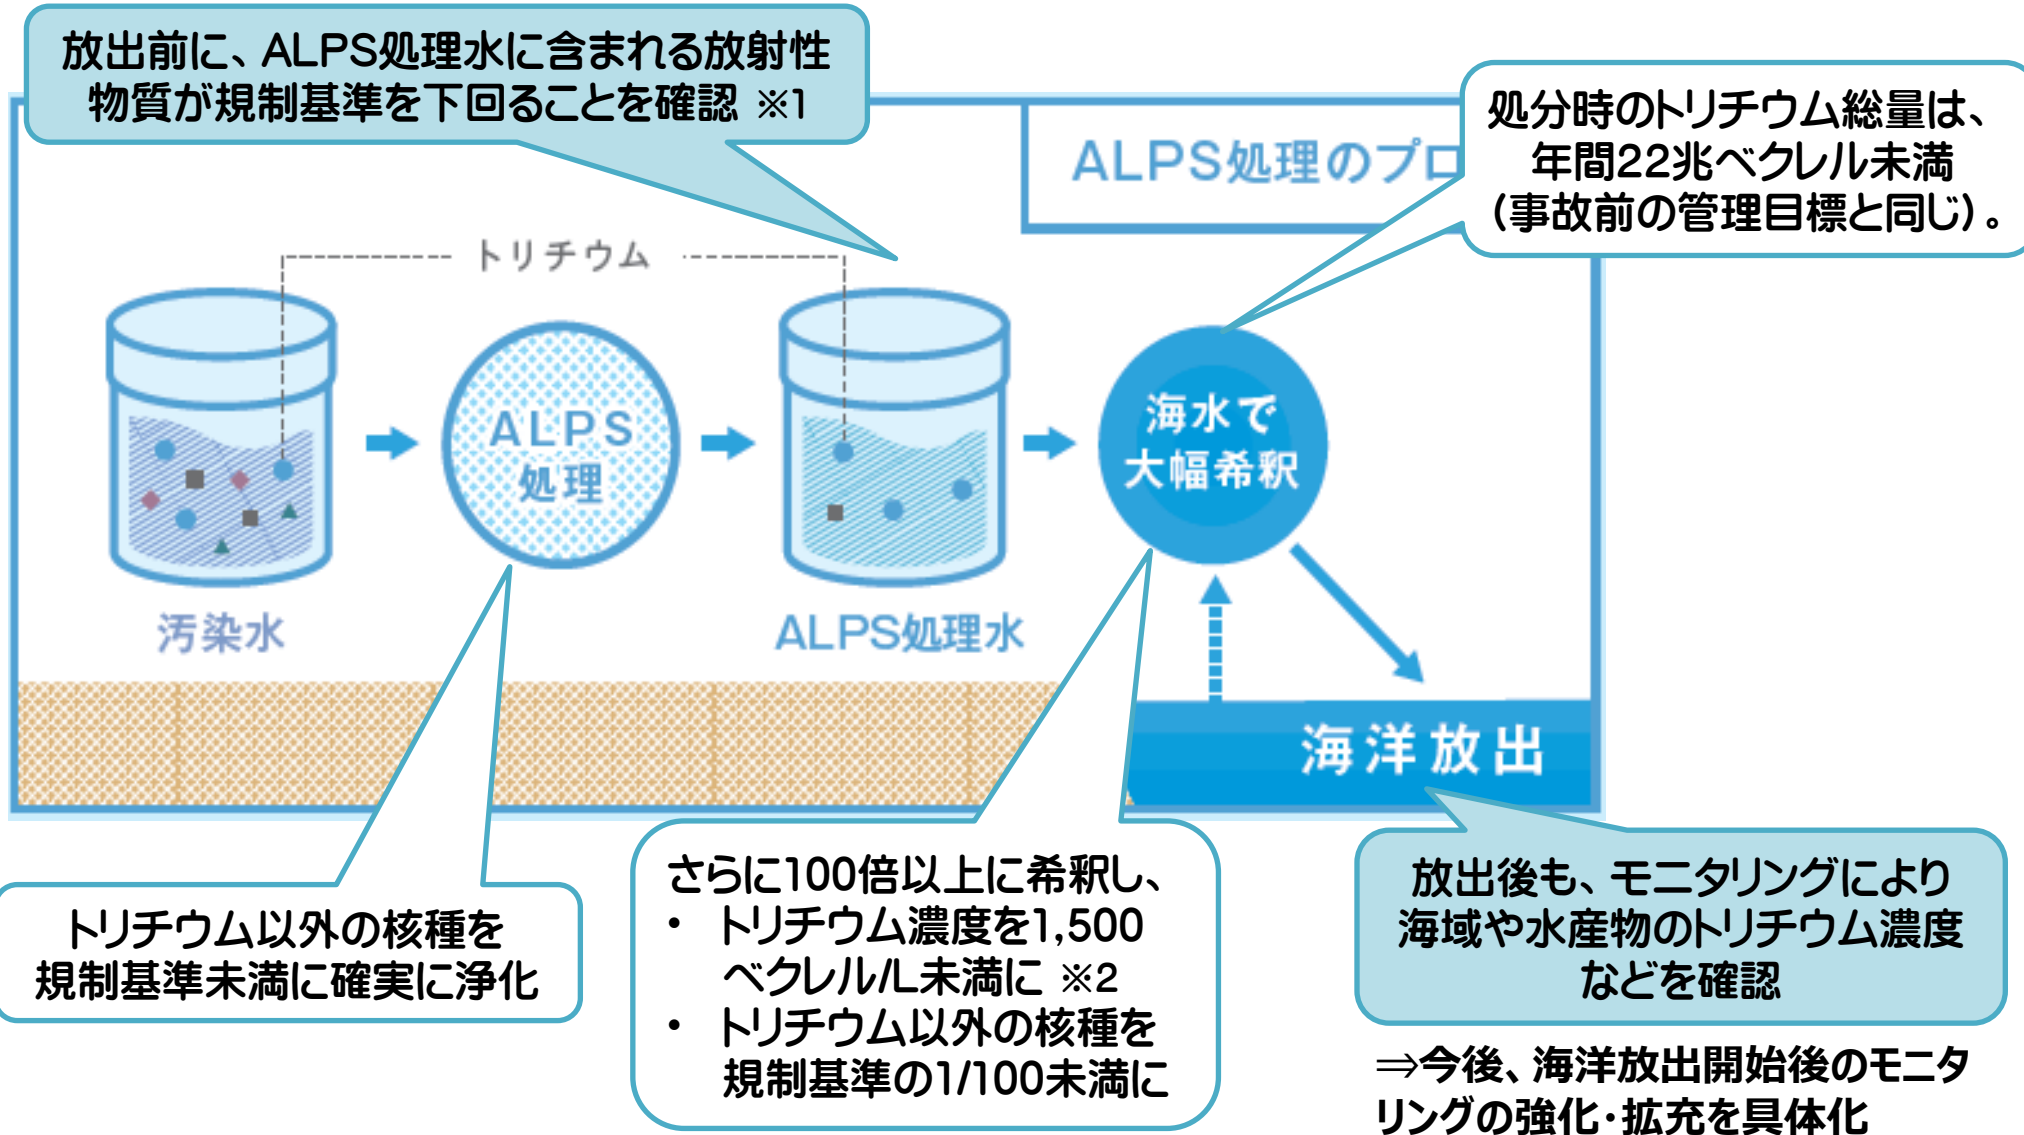 放出前に、ALPS処理水に含まれる放射性
物質が規制基準を下回ることを確認 ※1
ALPS処理のプロ
処分時のトリチウム総量は、
年間22兆ベクレル未満
（事故前の管理目標と同じ）。
トリチウム
ALPS
処理
海水で
大幅希釈
汚染水
ALPS処理水
海洋放出
トリチウム以外の核種を
規制基準未満に確実に浄化
さらに100倍以上に希釈し、
・ トリチウム濃度を1,500
ベクレル/L未満に ※2
・ トリチウム以外の核種を
規制基準の1/100未満に
放出後も、モニタリングにより
海域や水産物のトリチウム濃度
などを確認
⇒今後、海洋放出開始後のモニタ
リングの強化・拡充を具体化